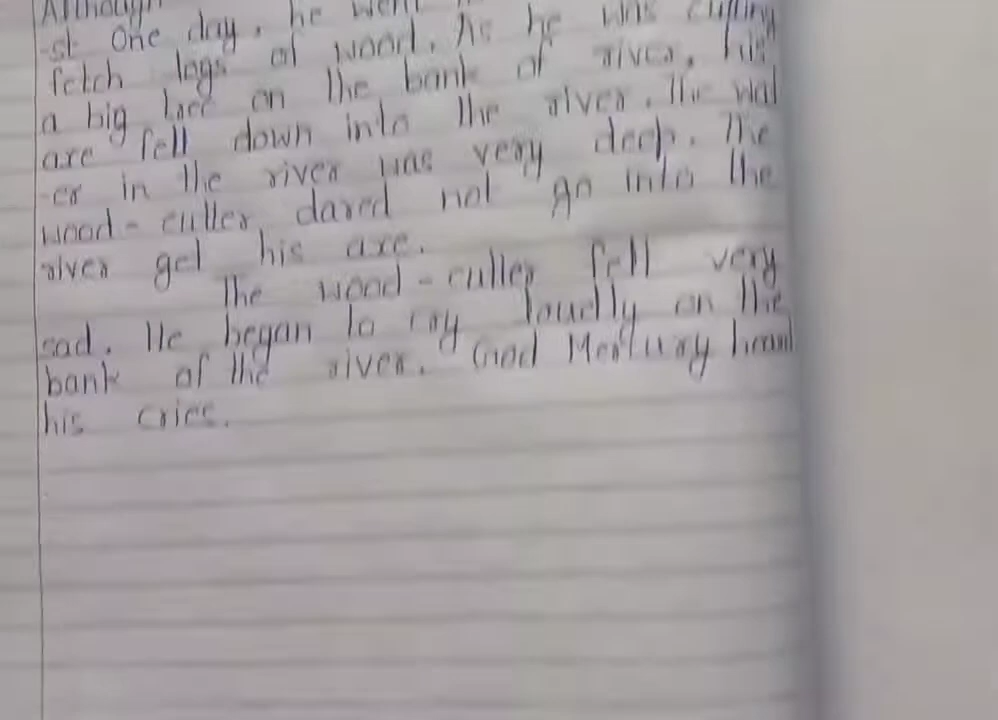 Although
-st One day, he went
fetch logs of wood. As he was cutting
a big tree on the bank of river, his
axe fell down into the river. The wat
-er in the river was very deep. The
wood-cutter dared not go into the
river get his axe.
The wood-cutter fell very
sad. He began to cry loudly on the
bank of the river. God Mercury heard
his cries.